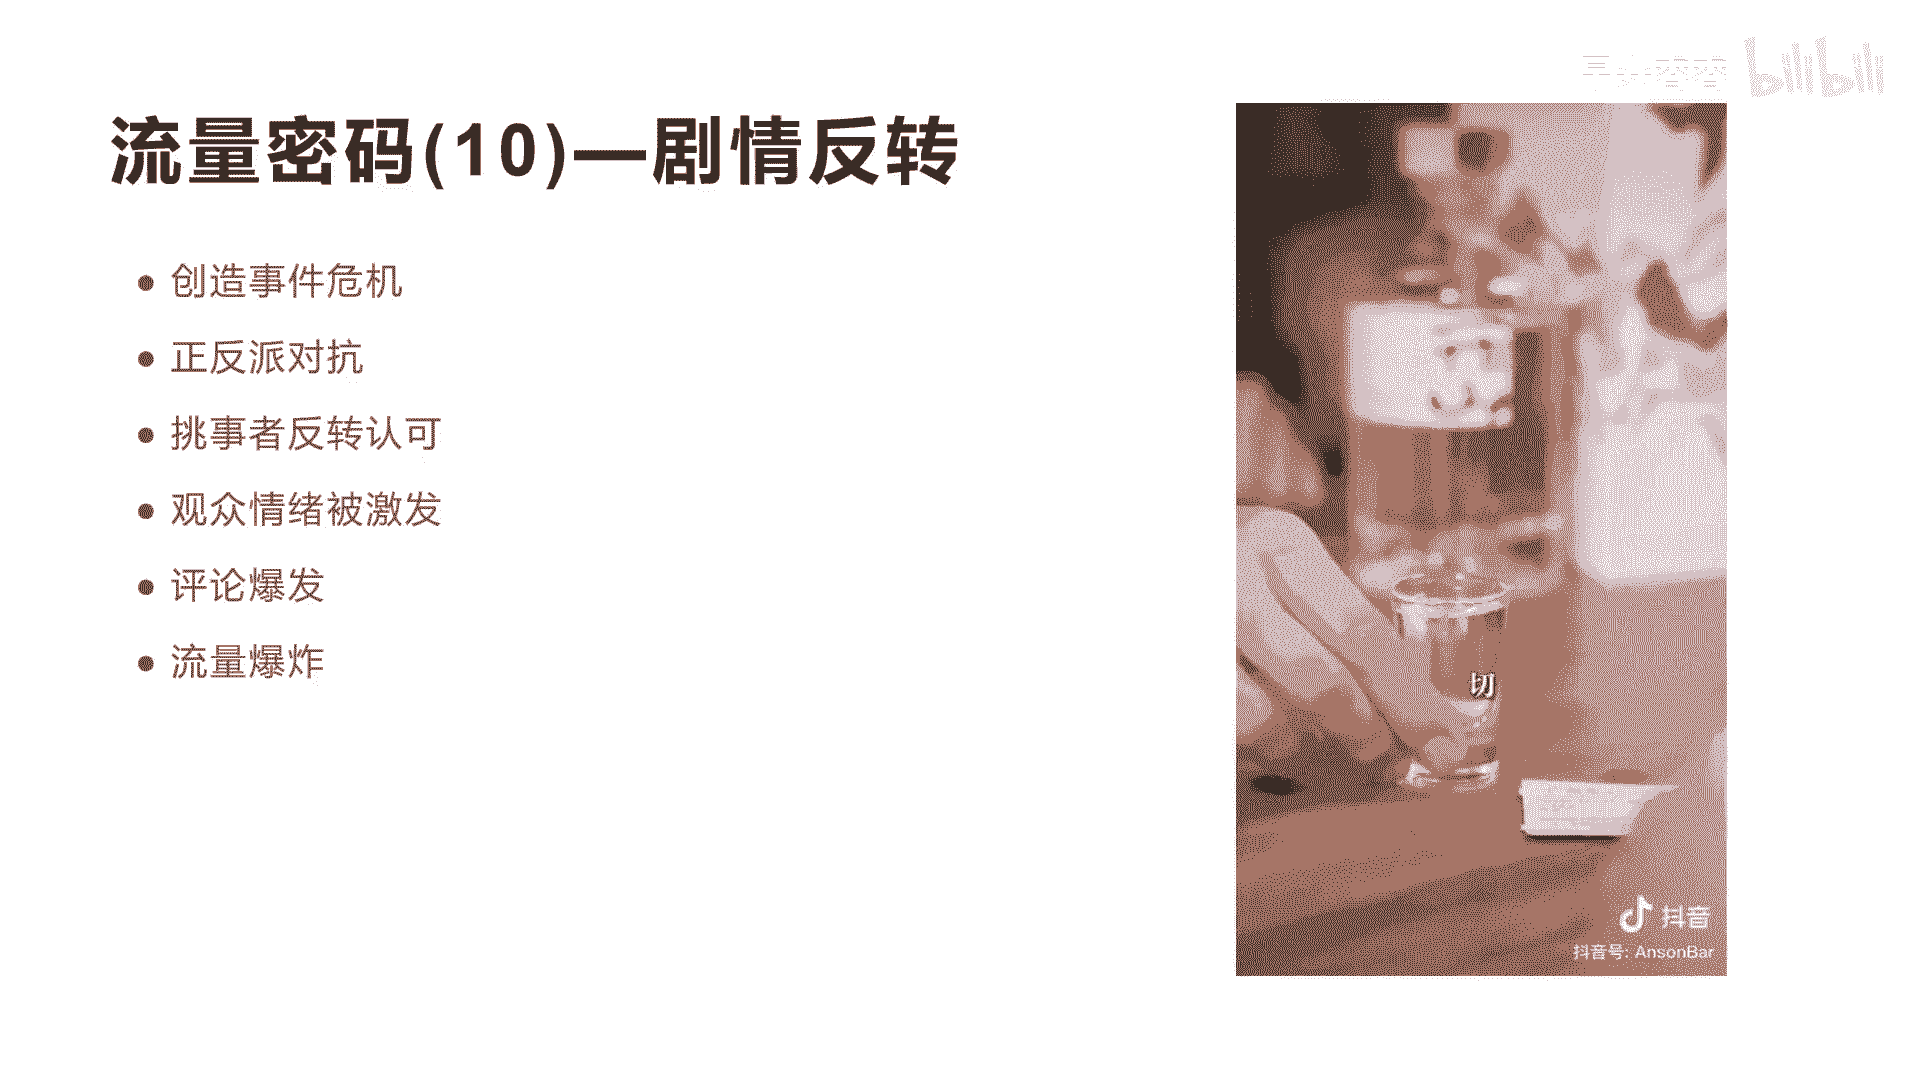 bilibili
流量密码(10)—剧情反转
创造事件危机
正反派对抗
挑事者反转认可
观众情绪被激发
评论爆发
流量爆炸
切
抖音
抖音号: AnsonBar